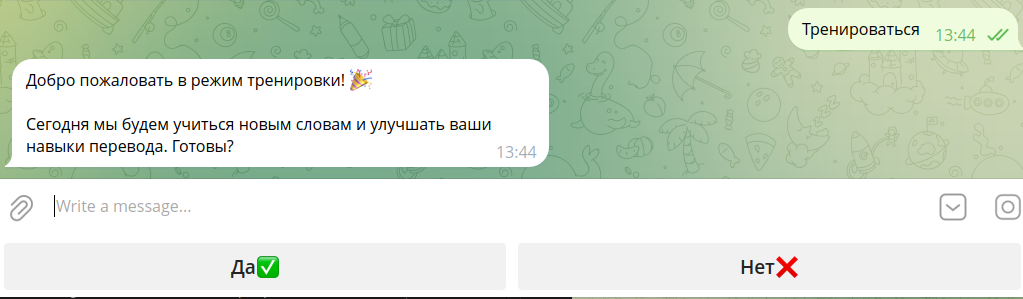 Тренироваться
13:44
Добро пожаловать в режим тренировки! 🎉
Сегодня мы будем учиться новым словам и улучшать ваши
навыки перевода. Готовы?
13:44
Write a message...
Да✅
Нет❌